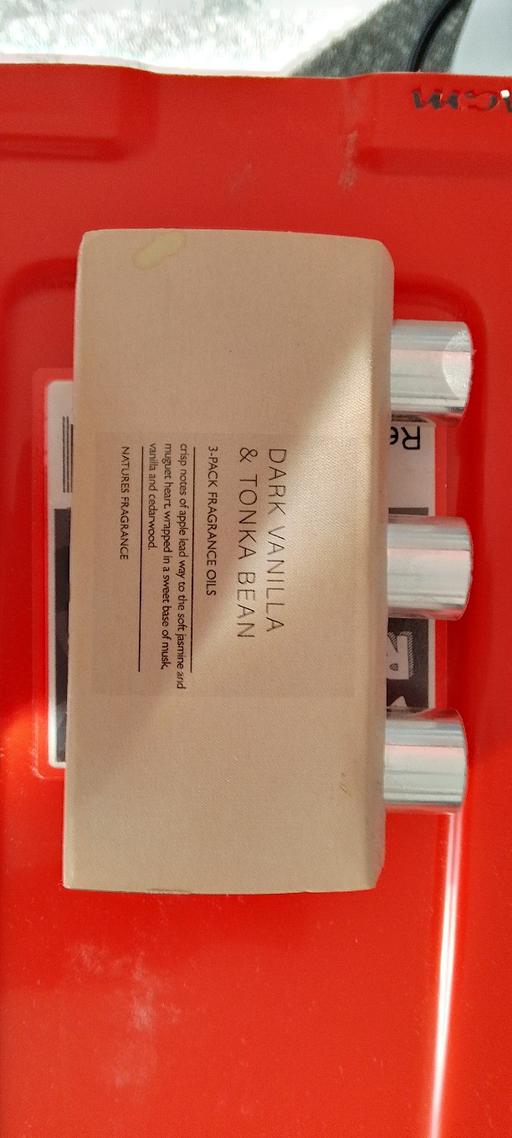 DARK VANILLA
& TONKA BEAN
3-PACK FRAGRANCE OILS
crisp notes of apple lead way to the soft jasmine and
muguet heart, wrapped in a sweet base of musk,
vanilla and cedarwood.
NATURES FRAGRANCE